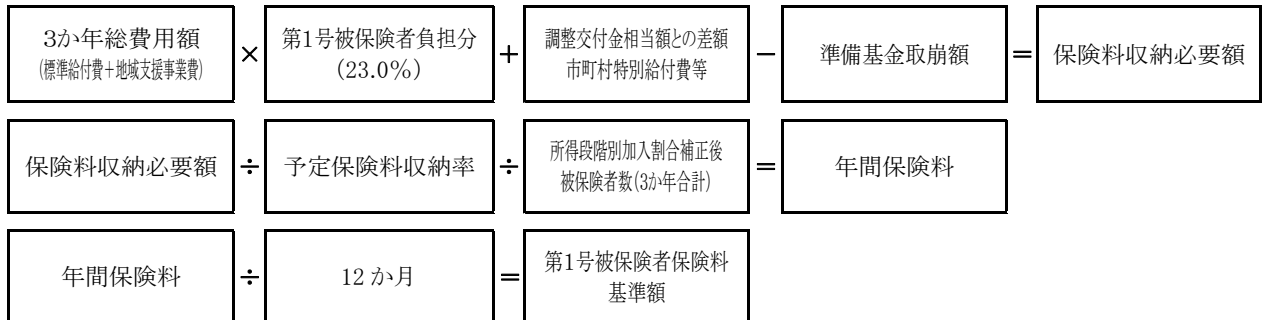 3か年総費用額
(標準給付費+地域支援事業費)
×
第1号被保険者負担分
(23.0%)
+
調整交付金相当額との差額
市町村特別給付費等
−
準備基金取崩額
=
保険料収納必要額
保険料収納必要額
÷
予定保険料収納率
÷
所得段階別加入割合補正後
被保険者数(3か年合計)
=
年間保険料
年間保険料
÷
12か月
=
第1号被保険者保険料
基準額